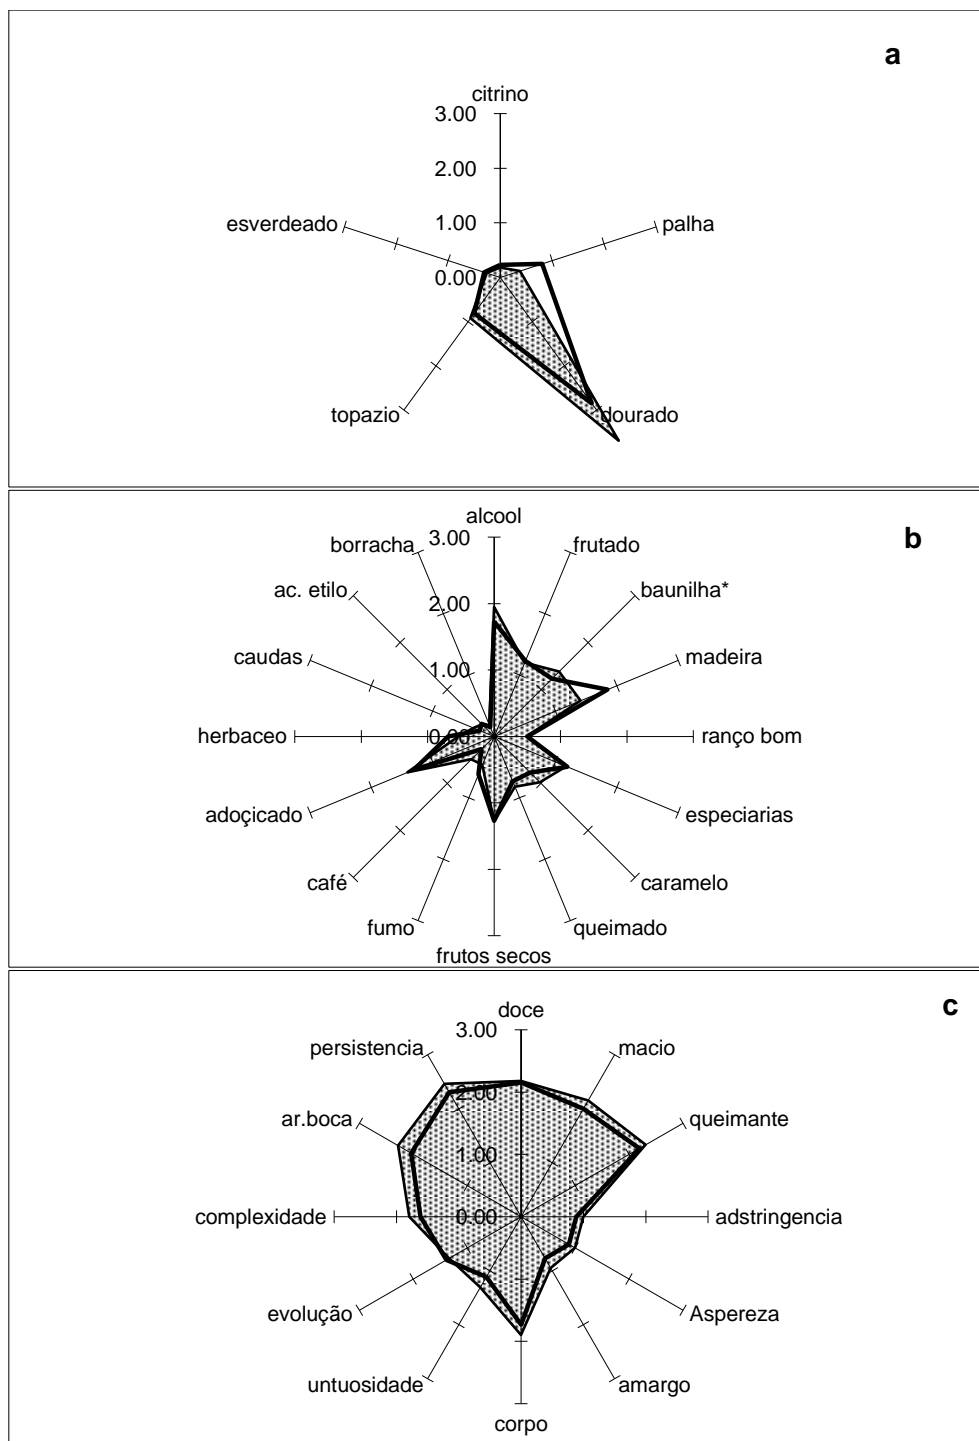 a
citrino
3.00
2.00
1.00
0.00
esverdeado
palha
topazio
dourado
b
alcool
3.00
borracha
frutado
ac. etilo
baunilha*
2.00
caudas
madeira
1.00
herbaceo
0.00
ranço bom
adoçicado
especiarias
café
caramelo
fumo
queimado
frutos secos
c
doce
3.00
persistencia
macio
2.00
ar.boca
queimante
1.00
complexidade
0.00
adstringencia
evolução
Aspereza
untuosidade
amargo
corpo